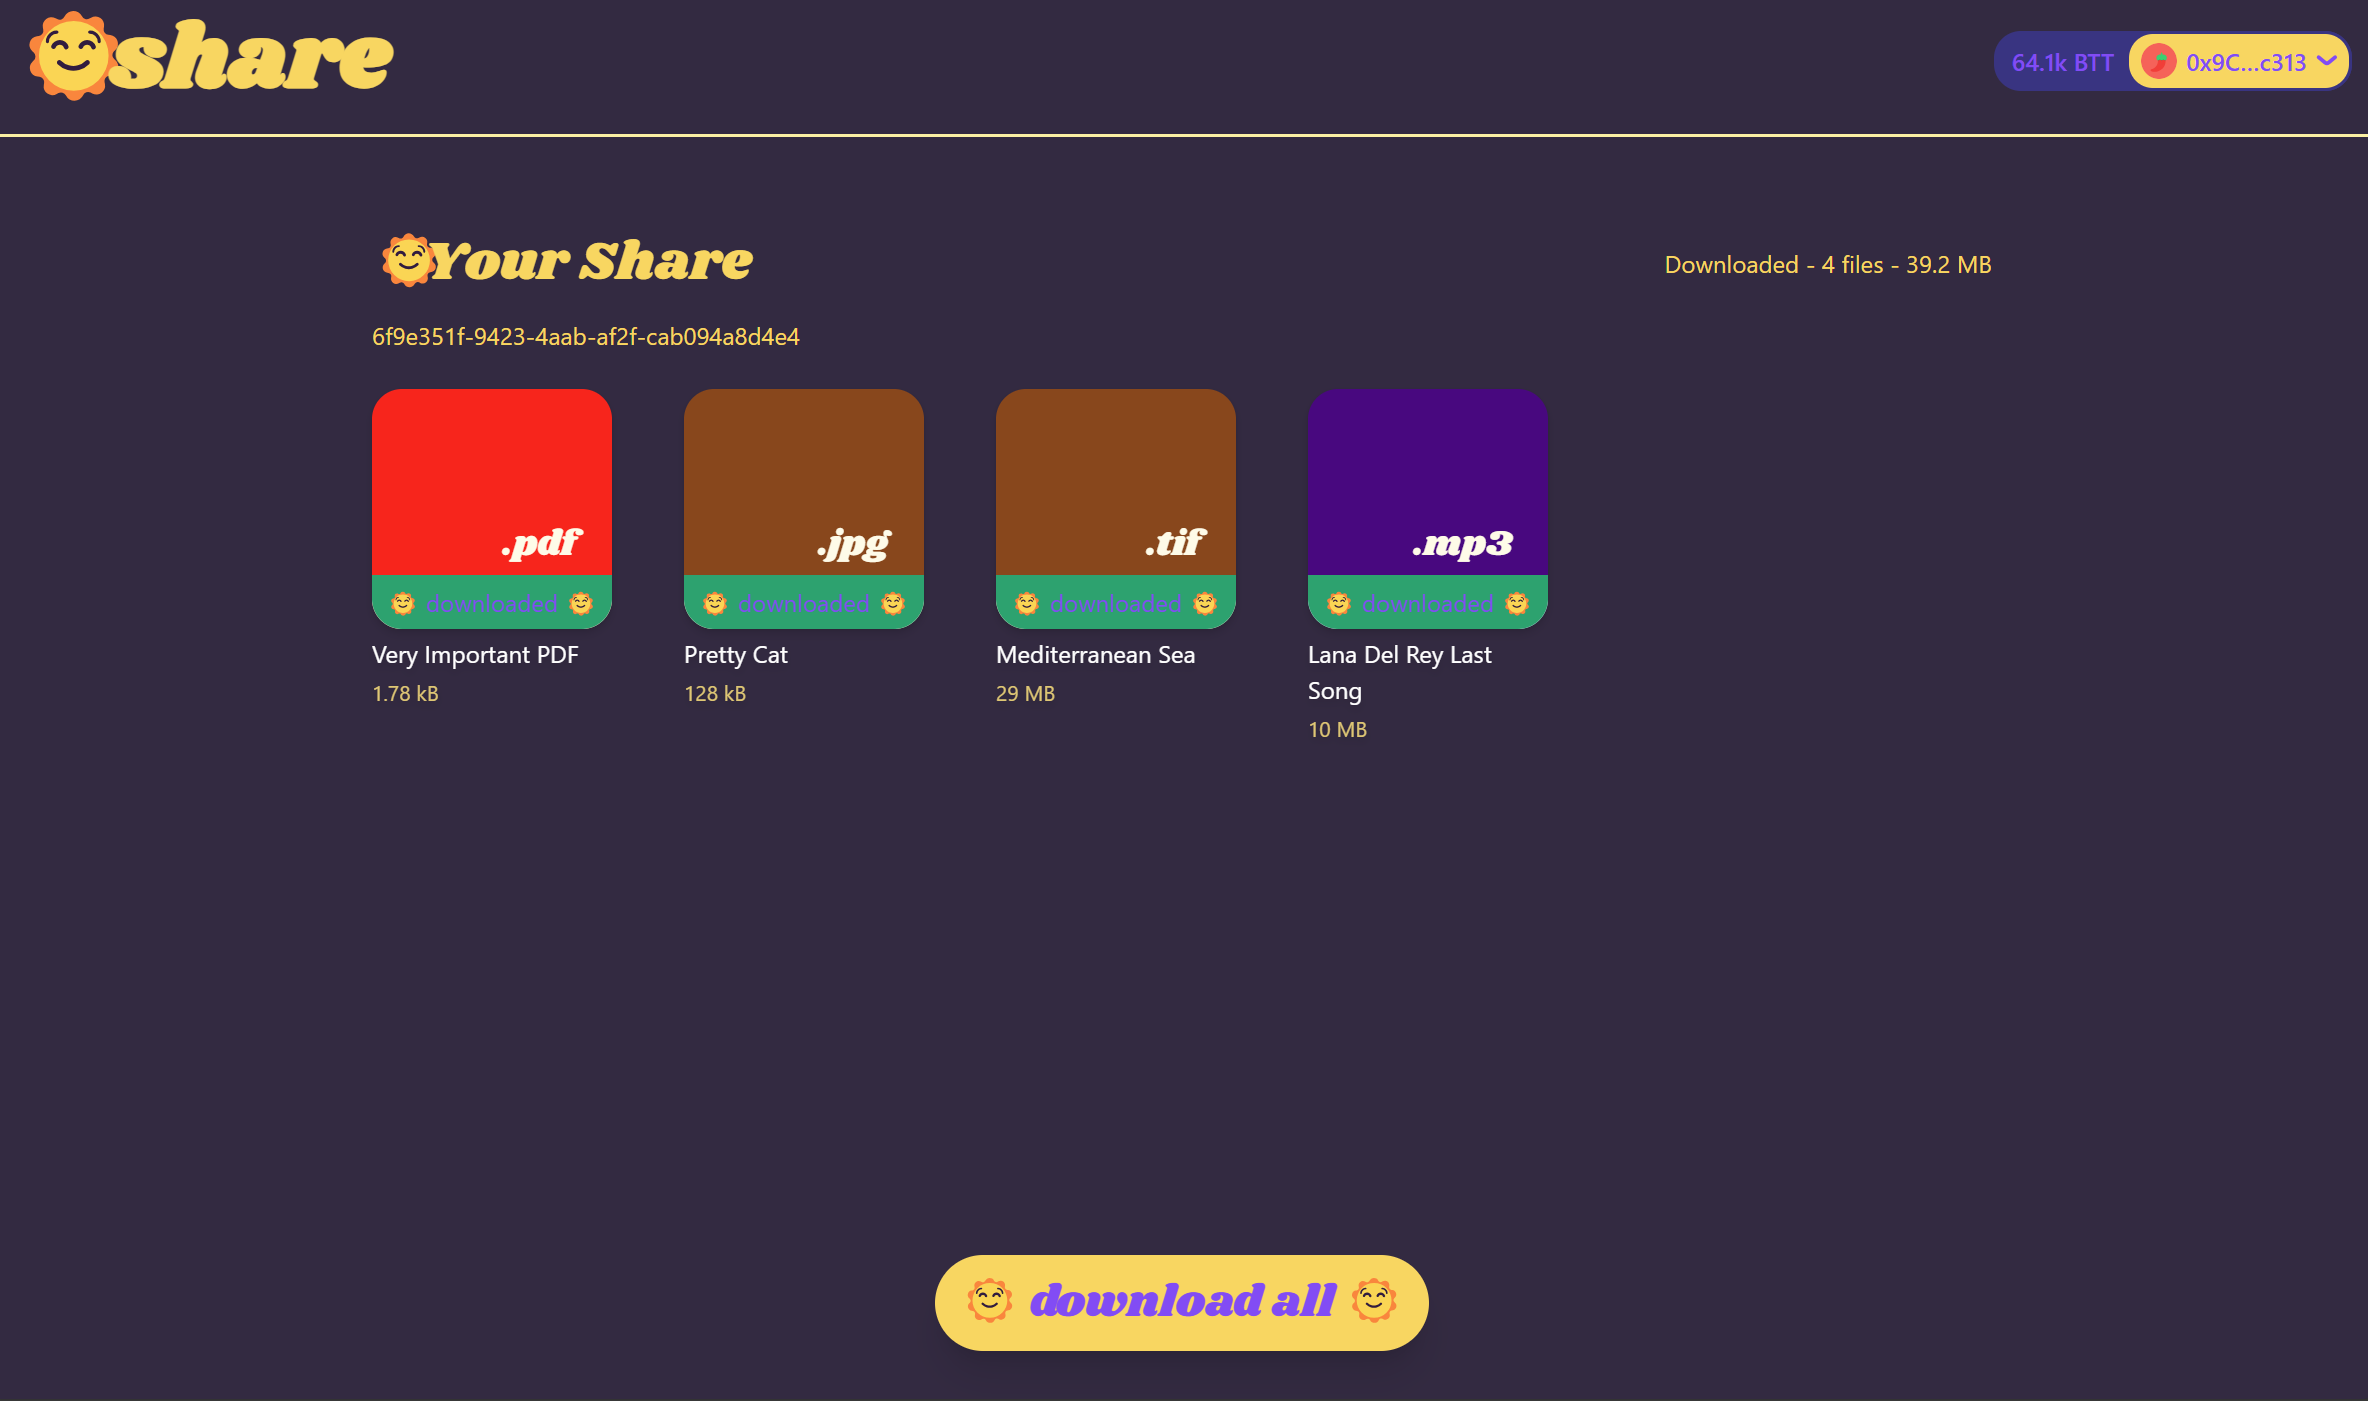 share
64.1k BTT
0x9C...c313
Your Share
Downloaded - 4 files - 39.2 MB
6f9e351f-9423-4aab-af2f-cab094a8d4e4
.pdf
downloaded
Very Important PDF
1.78 kB
.jpg
downloaded
Pretty Cat
128 kB
.tif
downloaded
Mediterranean Sea
29 MB
.mp3
downloaded
Lana Del Rey Last
Song
10 MB
download all